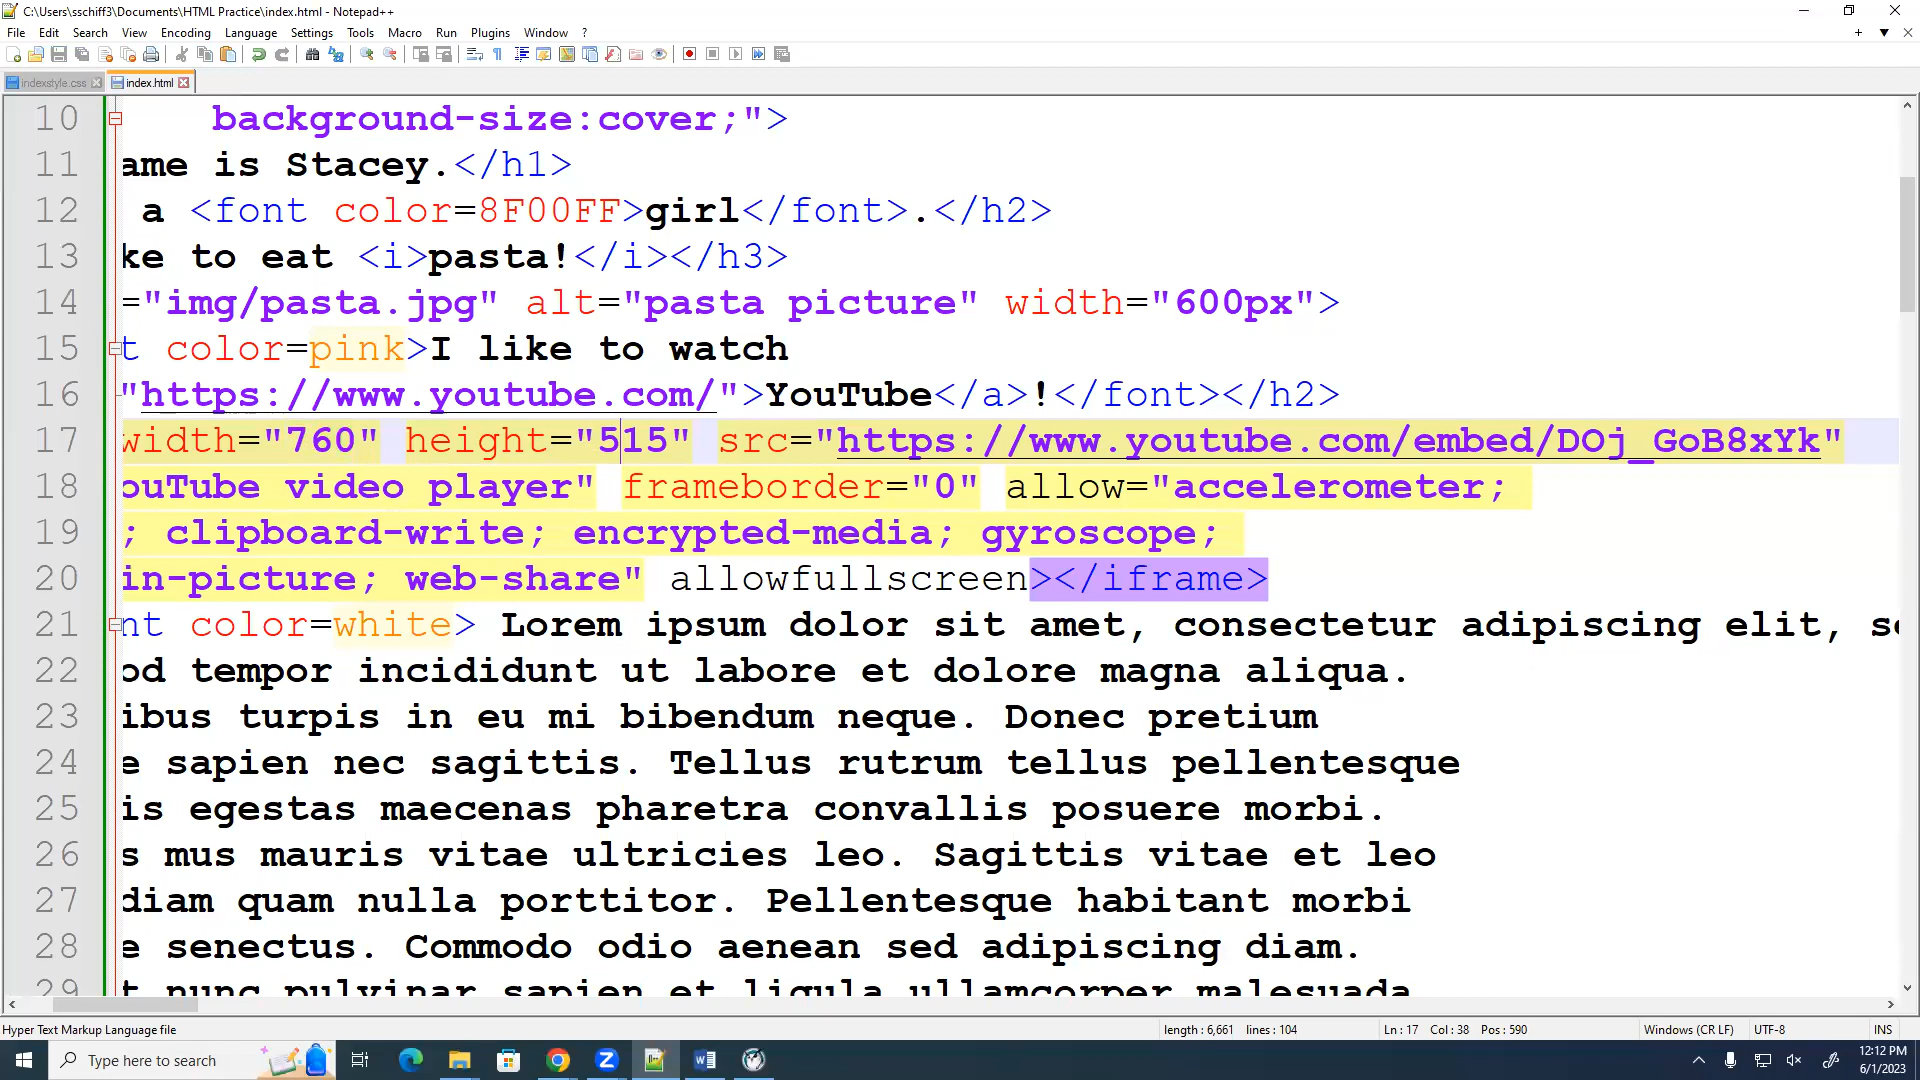 C:\Users\sschiff3\Documents\HTML Practice\index.html - Notepad++
File Edit Search View Encoding Language Settings Tools Macro Run Plugins Window ?
indexstyle.css index.html
10 background-size:cover;">
11 ame is Stacey.</h1>
12 a <font color=8F00FF>girl</font>.</h2>
13 ke to eat <i>pasta!</i></h3>
14 ="img/pasta.jpg" alt="pasta picture" width="600px">
15 t color=pink>I like to watch
16 "https://www.youtube.com/">YouTube</a>!</font></h2>
17 width="760" height="515" src="https://www.youtube.com/embed/DOj_GoB8xYk"
18 ouTube video player" frameborder="0" allow="accelerometer;
19 ; clipboard-write; encrypted-media; gyroscope;
20 in-picture; web-share" allowfullscreen></iframe>
21 nt color=white> Lorem ipsum dolor sit amet, consectetur adipiscing elit, se
22 od tempor incididunt ut labore et dolore magna aliqua.
23 ibus turpis in eu mi bibendum neque. Donec pretium
24 e sapien nec sagittis. Tellus rutrum tellus pellentesque
25 is egestas maecenas pharetra convallis posuere morbi.
26 s mus mauris vitae ultricies leo. Sagittis vitae et leo
27 diam quam nulla porttitor. Pellentesque habitant morbi
28 e senectus. Commodo odio aenean sed adipiscing diam.
29 t nunc pulvinar sapien et ligula ullamcorper malesuada
Hyper Text Markup Language file length : 6,661 lines : 104 Ln : 17 Col : 38 Pos : 590 Windows (CR LF) UTF-8 INS
Type here to search
12:12 PM
6/1/2023